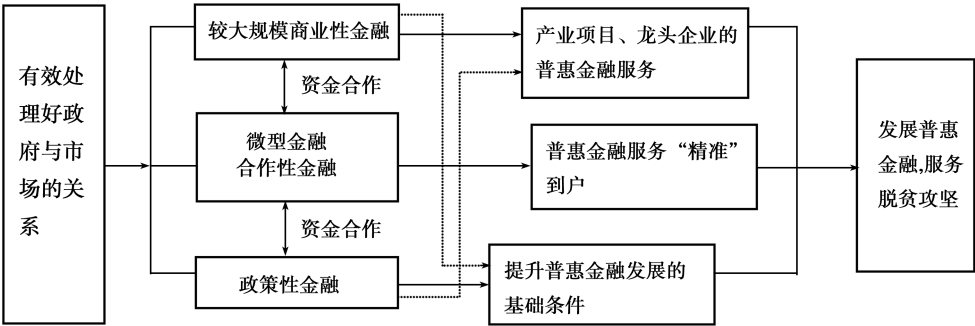 有效处
理好政
府与市
场的关
系
较大规模商业性金融
资金合作
微型金融
合作性金融
资金合作
政策性金融
产业项目、龙头企业的
普惠金融服务
普惠金融服务“精准”
到户
提升普惠金融发展的
基础条件
发展普惠
金融,服务
脱贫攻坚